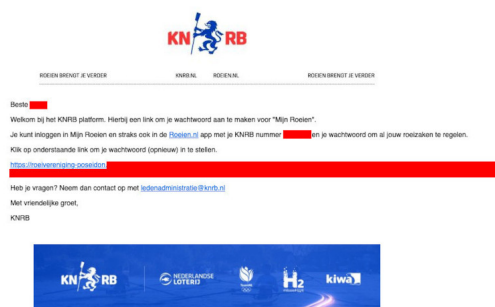 KN RB
ROEIEN BRENGT JE VERDER KNRB.NL ROEIEN.NL ROEIEN BRENGT JE VERDER
Beste
Welkom bij het KNRB platform. Hierbij een link om je wachtwoord aan te maken voor "Mijn Roeien".
Je kunt inloggen in Mijn Roeien en straks ook in de Roeien.nl app met je KNRB nummer en je wachtwoord om al jouw roeizaken te regelen.
Klik op onderstaande link om je wachtwoord (opnieuw) in te stellen.
https://roeivereniging-poseidon.
Heb je vragen? Neem dan contact op met ledenadministratie@knrb.nl
Met vriendelijke groet,
KNRB
KN RB NEDERLANDSE LOTERIJ H2 kiwa